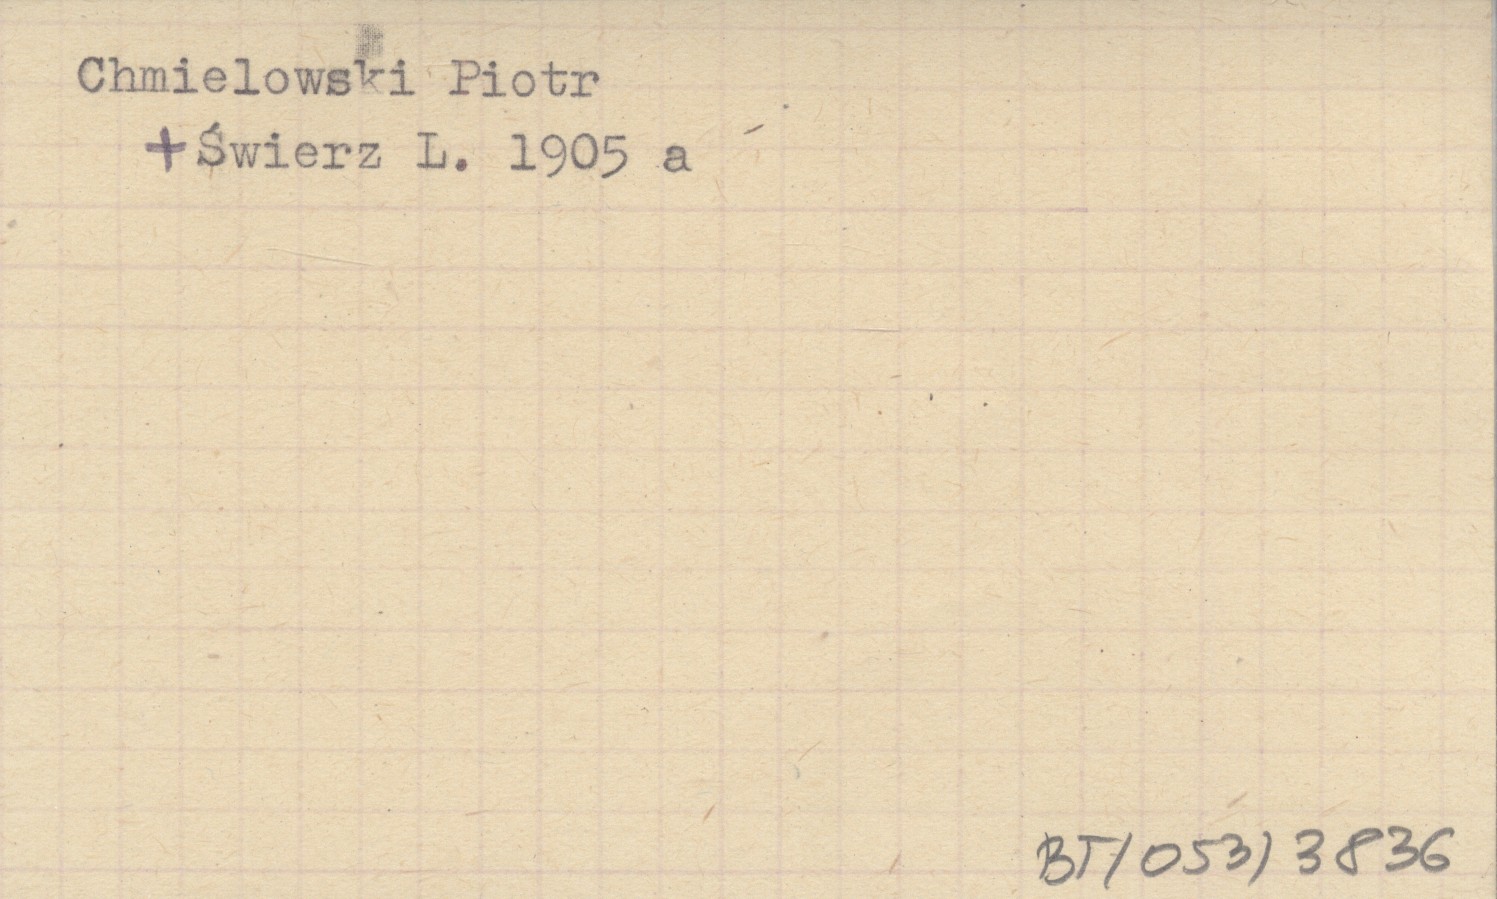 Chmielowski Piotr
+Świerz L. 1905 a
BT/053/3836